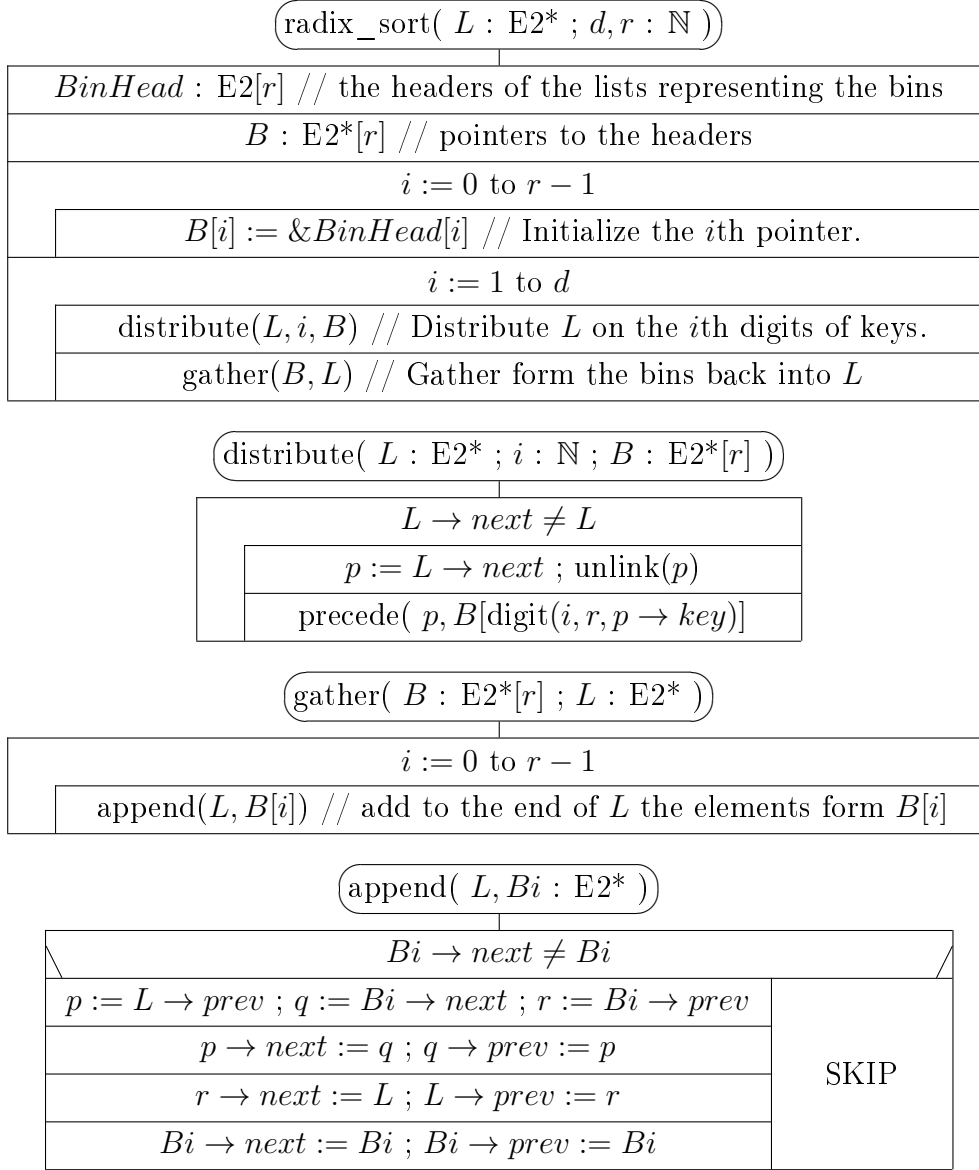 radix_sort( L : E2* ; d, r : ℕ )
BinHead : E2[r] // the headers of the lists representing the bins
B : E2*[r] // pointers to the headers
i := 0 to r − 1
B[i] := &BinHead[i] // Initialize the ith pointer.
i := 1 to d
distribute(L, i, B) // Distribute L on the ith digits of keys.
gather(B, L) // Gather form the bins back into L
distribute( L : E2* ; i : ℕ ; B : E2*[r] )
L → next ≠ L
p := L → next ; unlink(p)
precede( p, B[digit(i, r, p → key)]
gather( B : E2*[r] ; L : E2* )
i := 0 to r − 1
append(L, B[i]) // add to the end of L the elements form B[i]
append( L, Bi : E2* )
Bi → next ≠ Bi
p := L → prev ; q := Bi → next ; r := Bi → prev
p → next := q ; q → prev := p
r → next := L ; L → prev := r
Bi → next := Bi ; Bi → prev := Bi
SKIP